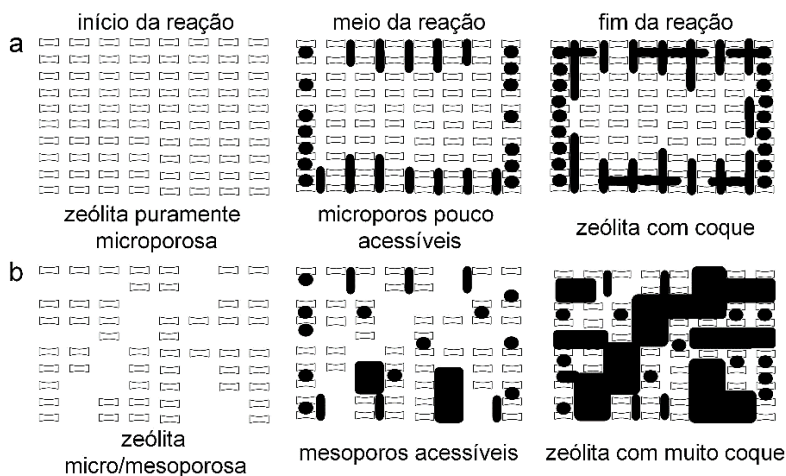 início da reação
meio da reação
fim da reação
a
zeólita puramente
microporosa
microporos pouco
acessíveis
zeólita com coque
b
zeólita
micro/mesoporosa
mesoporos acessíveis
zeólita com muito coque